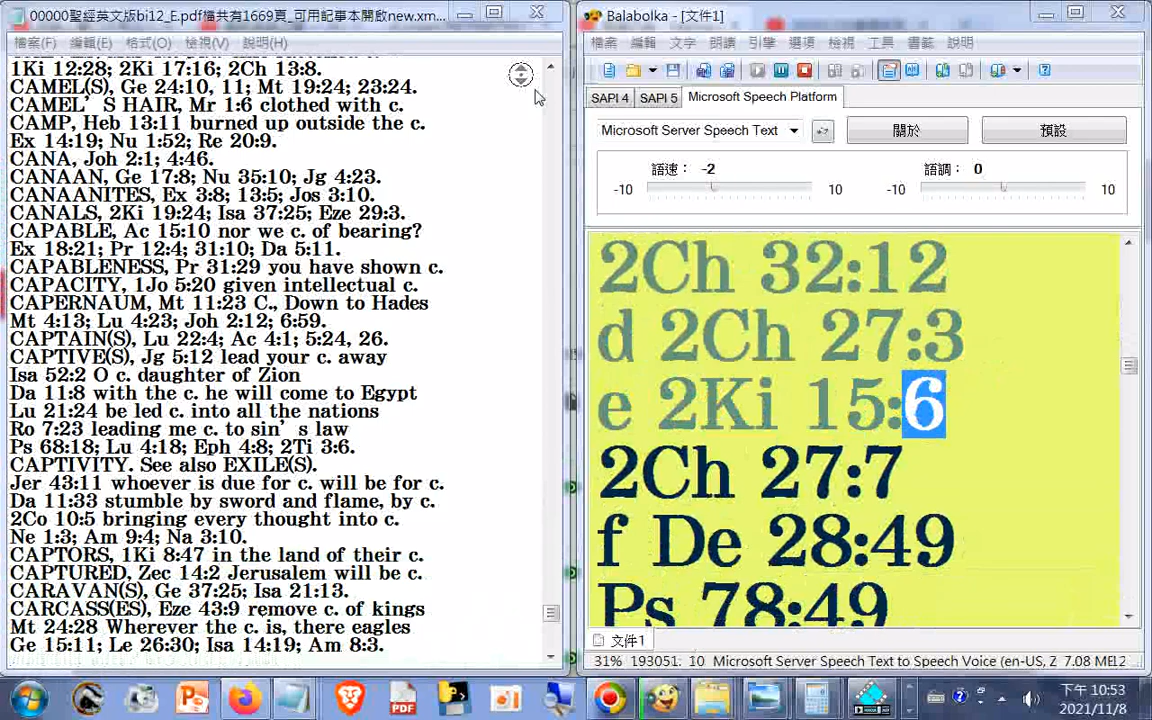 00000聖經英文版bi12_E.pdf檔共有1669頁_可用記事本開啟new.xm...
檔案(F) 編輯(E) 格式(O) 檢視(V) 說明(H)
1Ki 12:28; 2Ki 17:16; 2Ch 13:8.
CAMEL(S), Ge 24:10, 11; Mt 19:24; 23:24.
CAMEL’S HAIR, Mr 1:6 clothed with c.
CAMP, Heb 13:11 burned up outside the c.
Ex 14:19; Nu 1:52; Re 20:9.
CANA, Joh 2:1; 4:46.
CANAAN, Ge 17:8; Nu 35:10; Jg 4:23.
CANAANITES, Ex 3:8; 13:5; Jos 3:10.
CANALS, 2Ki 19:24; Isa 37:25; Eze 29:3.
CAPABLE, Ac 15:10 nor we c. of bearing?
Ex 18:21; Pr 12:4; 31:10; Da 5:11.
CAPABLENESS, Pr 31:29 you have shown c.
CAPACITY, 1Jo 5:20 given intellectual c.
CAPERNAUM, Mt 11:23 C., Down to Hades
Mt 4:13; Lu 4:23; Joh 2:12; 6:59.
CAPTAIN(S), Lu 22:4; Ac 4:1; 5:24, 26.
CAPTIVE(S), Jg 5:12 lead your c. away
Isa 52:2 O c. daughter of Zion
Da 11:8 with the c. he will come to Egypt
Lu 21:24 be led c. into all the nations
Ro 7:23 leading me c. to sin’s law
Ps 68:18; Lu 4:18; Eph 4:8; 2Ti 3:6.
CAPTIVITY. See also EXILE(S).
Jer 43:11 whoever is due for c. will be for c.
Da 11:33 stumble by sword and flame, by c.
2Co 10:5 bringing every thought into c.
Ne 1:3; Am 9:4; Na 3:10.
CAPTORS, 1Ki 8:47 in the land of their c.
CAPTURED, Zec 14:2 Jerusalem will be c.
CARAVAN(S), Ge 37:25; Isa 21:13.
CARCASS(ES), Eze 43:9 remove c. of kings
Mt 24:28 Wherever the c. is, there eagles
Ge 15:11; Le 26:30; Isa 14:19; Am 8:3.
Balabolka - [文件1]
檔案 編輯 文字 朗讀 引擎 選項 檢視 工具 書籤 說明
SAPI 4 SAPI 5 Microsoft Speech Platform
Microsoft Server Speech Text 關於 預設
語速： -2 語調： 0
-10 10 -10 10
2Ch 32:12
d 2Ch 27:3
e 2Ki 15:6
2Ch 27:7
f De 28:49
Ps 78:49
文件1
31% 193051: 10 Microsoft Server Speech Text to Speech Voice (en-US, Z 7.08 ME12
PDF
下午 10:53
2021/11/8